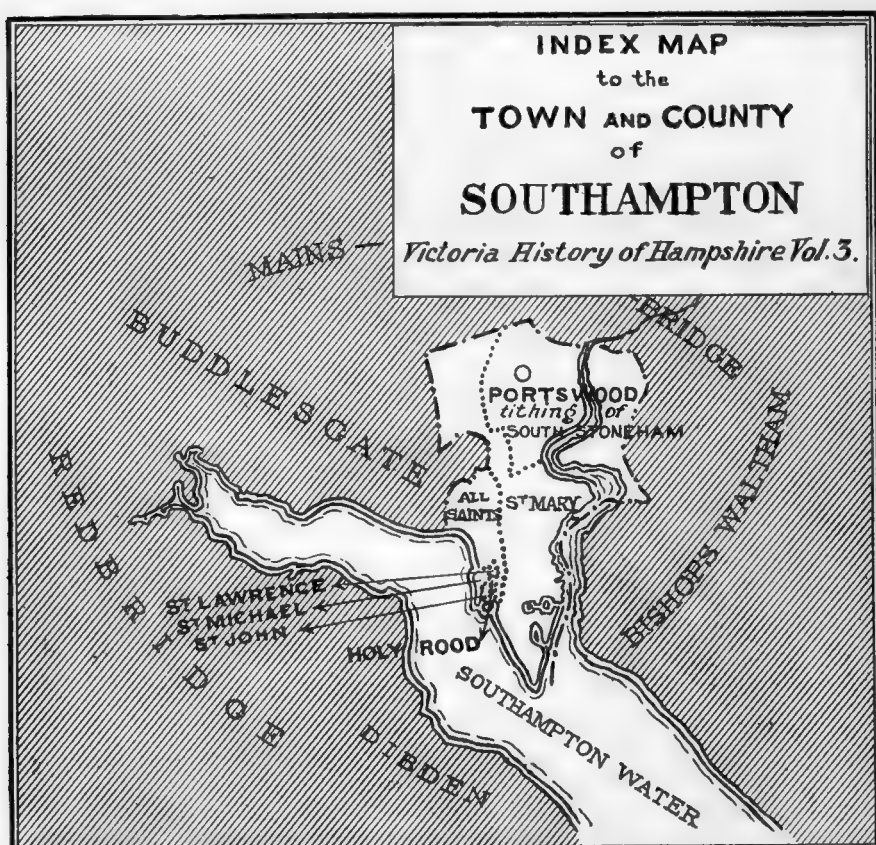 INDEX MAP
to the
TOWN AND COUNTY
of
SOUTHAMPTON
Victoria History of Hampshire Vol. 3.
MAINS —
-BRIDGE
BUDDLESGATE
PORTSWOOD
tithing of
SOUTH STONEHAM
REDBRIDGE
ALL
SAINTS
ST MARY
BISHOPS WALTHAM
ST LAWRENCE
ST MICHAEL
ST JOHN
HOLY ROOD
SOUTHAMPTON WATER
DIBDEN